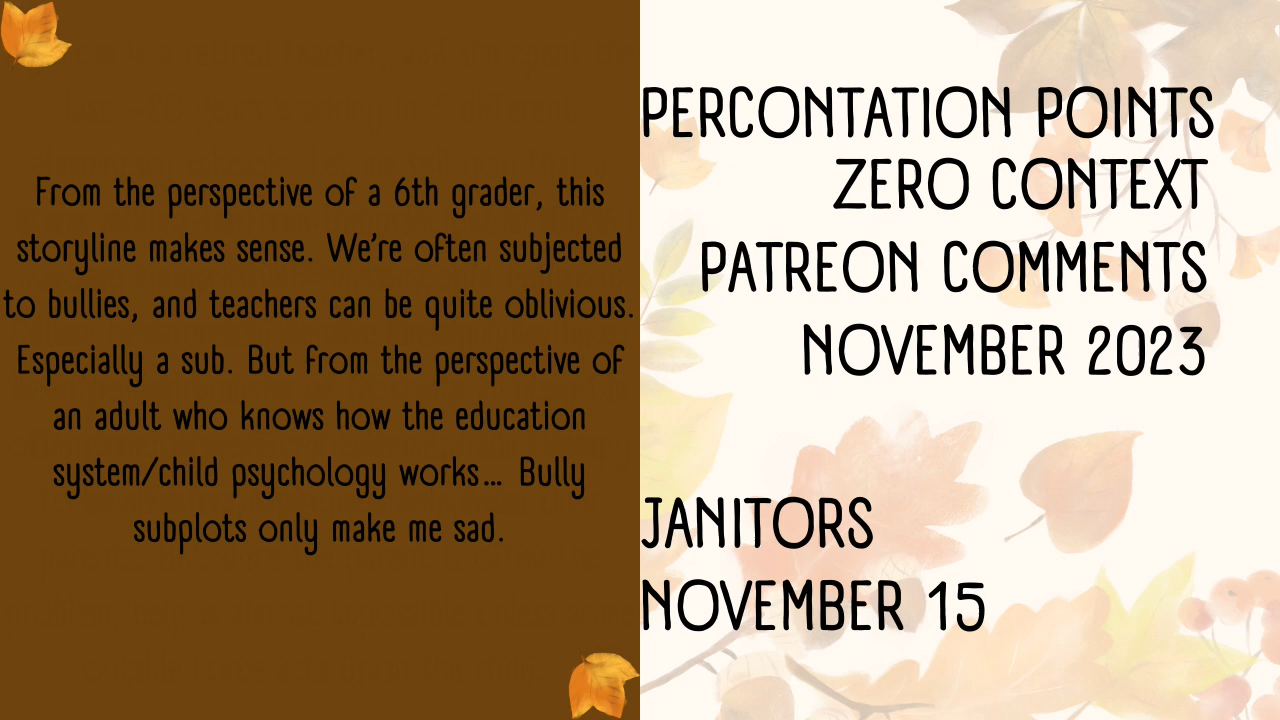 From the perspective of a 6th grader, this
storyline makes sense. We're often subjected
to bullies, and teachers can be quite oblivious.
Especially a sub. But from the perspective of
an adult who knows how the education
system/child psychology works... Bully
subplots only make me sad.
PERCONTATION POINTS
ZERO CONTEXT
PATREON COMMENTS
NOVEMBER 2023
JANITORS
NOVEMBER 15